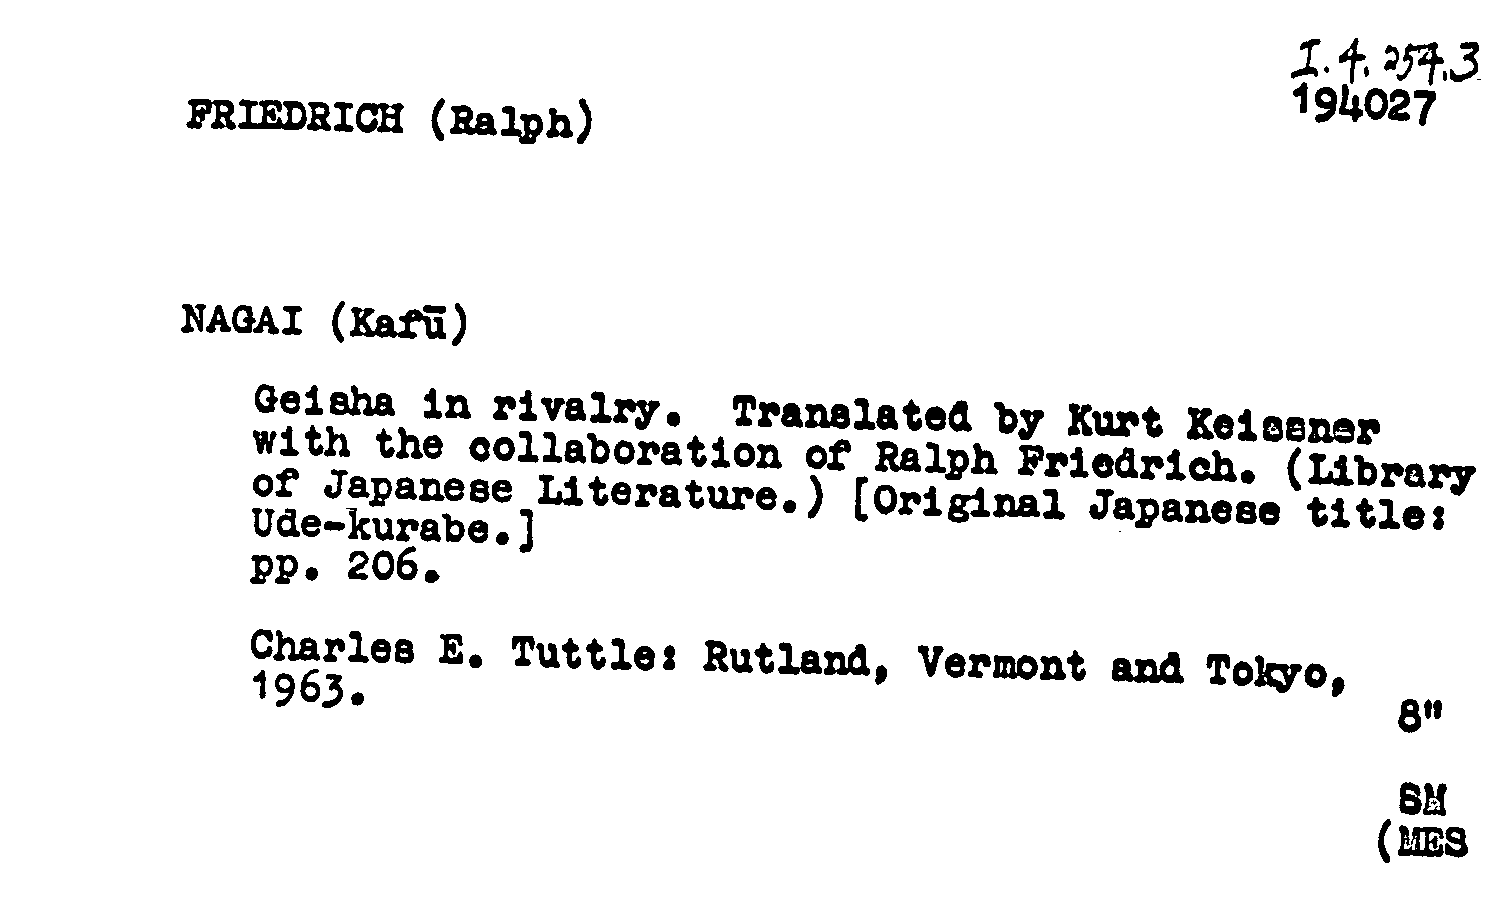 I.4.254.3
194027
FRIEDRICH (Ralph)
NAGAI (Kafū)
Geisha in rivalry. Translated by Kurt Keissner
with the collaboration of Ralph Friedrich. (Library
of Japanese Literature.) [Original Japanese title:
Ude-kurabe.]
pp. 206.
Charles E. Tuttle: Rutland, Vermont and Tokyo,
1963.
8"
SM
(MES